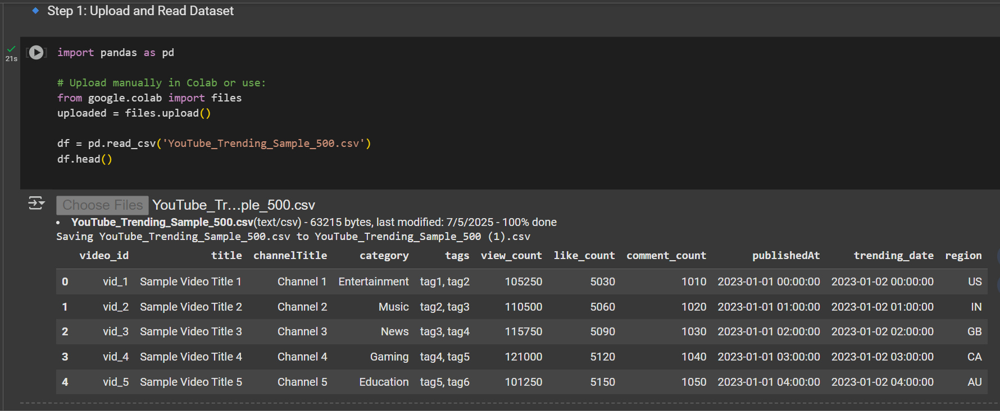 Step 1: Upload and Read Dataset
21s
import pandas as pd
# Upload manually in Colab or use:
from google.colab import files
uploaded = files.upload()
df = pd.read_csv('YouTube_Trending_Sample_500.csv')
df.head()
Choose Files YouTube_Tr...ple_500.csv
• YouTube_Trending_Sample_500.csv(text/csv) - 63215 bytes, last modified: 7/5/2025 - 100% done
Saving YouTube_Trending_Sample_500.csv to YouTube_Trending_Sample_500 (1).csv
video_id title channelTitle category tags view_count like_count comment_count publishedAt trending_date region
0 vid_1 Sample Video Title 1 Channel 1 Entertainment tag1, tag2 105250 5030 1010 2023-01-01 00:00:00 2023-01-02 00:00:00 US
1 vid_2 Sample Video Title 2 Channel 2 Music tag2, tag3 110500 5060 1020 2023-01-01 01:00:00 2023-01-02 01:00:00 IN
2 vid_3 Sample Video Title 3 Channel 3 News tag3, tag4 115750 5090 1030 2023-01-01 02:00:00 2023-01-02 02:00:00 GB
3 vid_4 Sample Video Title 4 Channel 4 Gaming tag4, tag5 121000 5120 1040 2023-01-01 03:00:00 2023-01-02 03:00:00 CA
4 vid_5 Sample Video Title 5 Channel 5 Education tag5, tag6 101250 5150 1050 2023-01-01 04:00:00 2023-01-02 04:00:00 AU